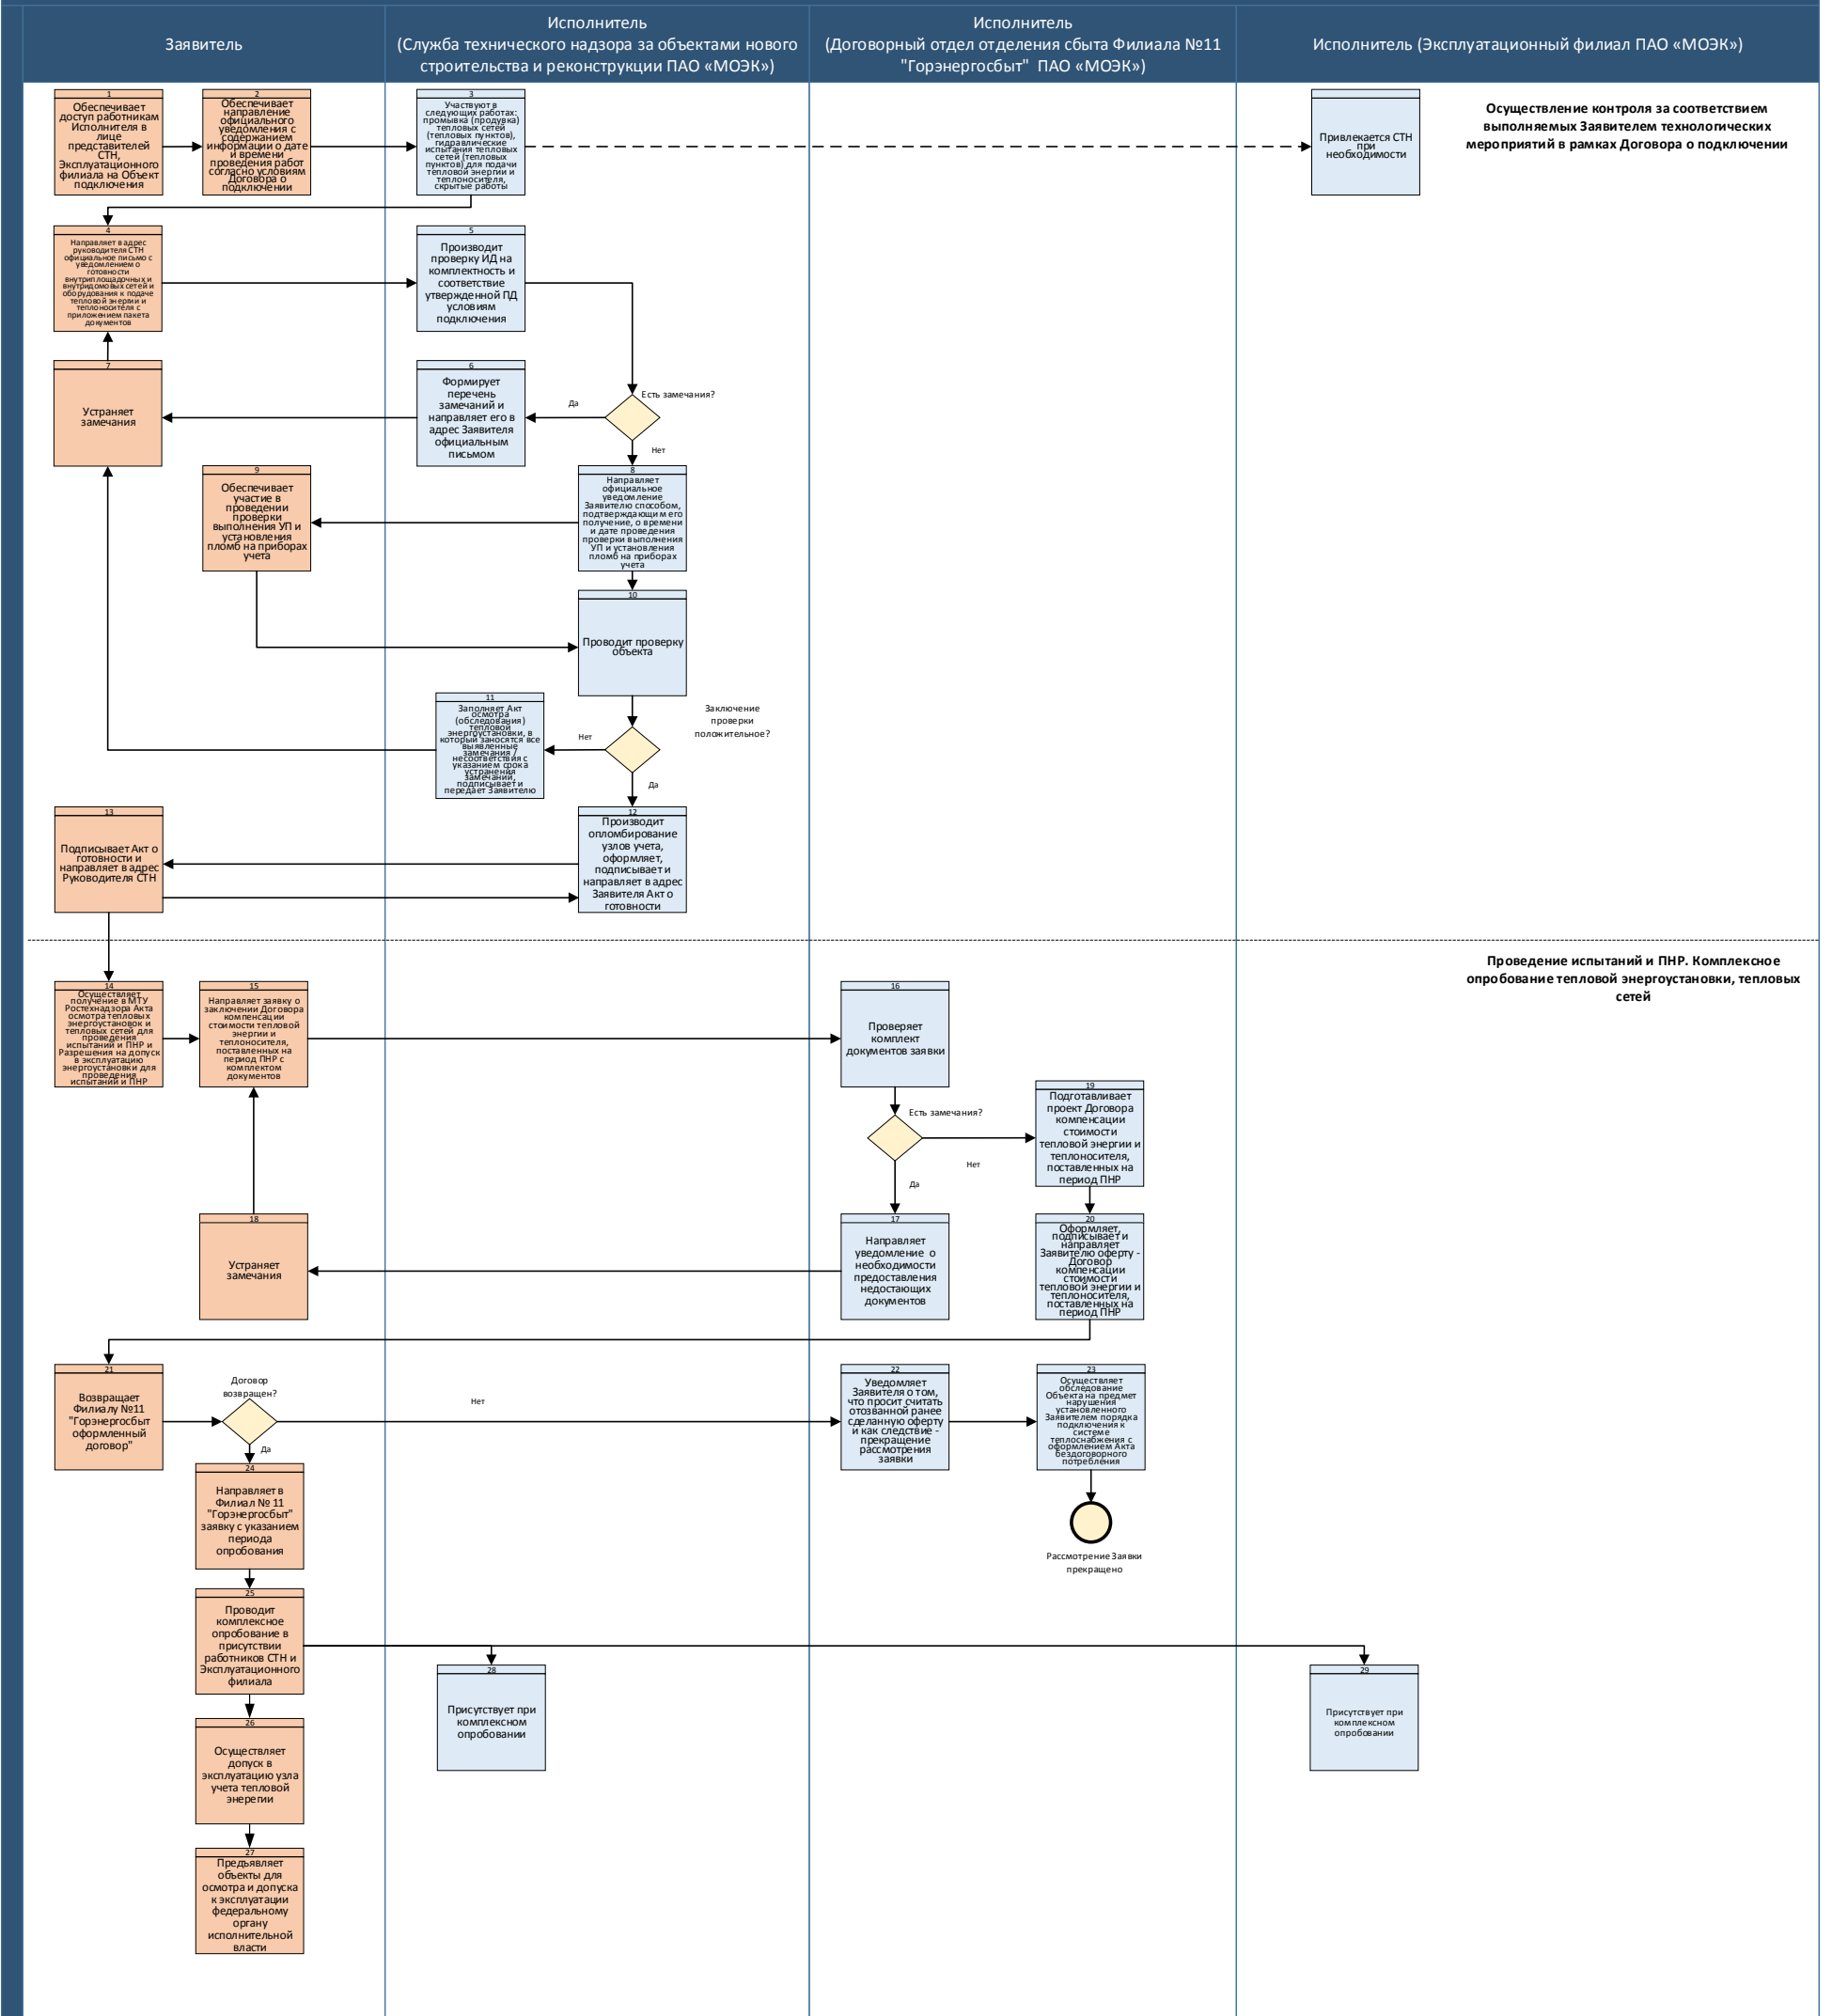 Заявитель
Исполнитель
(Служба технического надзора за объектами нового
строительства и реконструкции ПАО «МОЭК»)
Исполнитель
(Договорный отдел отделения сбыта Филиала №11
"Горэнергосбыт" ПАО «МОЭК»)
Исполнитель (Эксплуатационный филиал ПАО «МОЭК»)
1
Обеспечивает
доступ работникам
Исполнителя в
лице
представителей
СТН,
Эксплуатационного
филиала на Объект
подключения
2
Обеспечивает
направление
официального
уведомления с
содержанием
информации о дате
и времени
проведения работ
согласно условиям
Договора о
подключении
3
Участвуют в
следующих работах:
промывка (продувка)
тепловых сетей
(тепловых пунктов),
гидравлические
испытания тепловых
сетей (тепловых
пунктов) для подачи
тепловой энергии и
теплоносителя,
скрытые работы
Привлекается СТН
при
необходимости
Осуществление контроля за соответствием
выполняемых Заявителем технологических
мероприятий в рамках Договора о подключении
4
Направляет в адрес
руководителя СТН
официальное письмо с
уведомлением о
готовности
внутриплощадочных и
внутридомовых сетей и
оборудования к подаче
тепловой энергии и
теплоносителя с
приложением пакета
документов
5
Производит
проверку ИД на
комплектность и
соответствие
утвержденной ПД
условиям
подключения
7
Устраняет
замечания
6
Формирует
перечень
замечаний и
направляет его в
адрес Заявителя
официальным
письмом
Да
Есть замечания?
Нет
9
Обеспечивает
участие в
проведении
проверки
выполнения УП и
установления
пломб на приборах
учета
8
Направляет
официальное
уведомление
Заявителю способом,
подтверждающим его
получение, о времени
и дате проведения
проверки выполнения
УП и установления
пломб на приборах
учета
10
Проводит проверку
объекта
11
Заполняет Акт
осмотра
(обследования)
тепловой
энергоустановки, в
который заносятся все
выявленные
замечания /
несоответствия с
указанием срока
устранения
замечаний,
подписывает и
передает Заявителю
Нет
Заключение
проверки
положительное?
Да
13
Подписывает Акт о
готовности и
направляет в адрес
Руководителя СТН
12
Производит
опломбирование
узлов учета,
оформляет,
подписывает и
направляет в адрес
Заявителя Акт о
готовности
Проведение испытаний и ПНР. Комплексное
опробование тепловой энергоустановки, тепловых
сетей
14
Осуществляет
получение в МТУ
Ростехнадзора Акта
осмотра тепловых
энергоустановок и
тепловых сетей для
проведения
испытаний и ПНР и
Разрешения на допуск
в эксплуатацию
энергоустановки для
проведения
испытаний и ПНР
15
Направляет заявку о
заключении Договора
компенсации
стоимости тепловой
энергии и
теплоносителя,
поставленных на
период ПНР с
комплектом
документов
16
Проверяет
комплект
документов заявки
Есть замечания?
Нет
Да
19
Подготавливает
проект Договора
компенсации
стоимости
тепловой энергии и
теплоносителя,
поставленных на
период ПНР
18
Устраняет
замечания
17
Направляет
уведомление о
необходимости
предоставления
недостающих
документов
20
Оформляет,
подписывает и
направляет
Заявителю оферту -
Договор
компенсации
стоимости
тепловой энергии и
теплоносителя,
поставленных на
период ПНР
21
Возвращает
Филиалу №11
"Горэнергосбыт
оформленный
договор"
Договор
возвращен?
Нет
Да
22
Уведомляет
Заявителя о том,
что просит считать
отозванной ранее
сделанную оферту
и как следствие -
прекращение
рассмотрения
заявки
23
Осуществляет
обследование
Объекта на предмет
нарушения
установленного
Заявителем порядка
подключения к
системе
теплоснабжения с
оформлением Акта
бездоговорного
потребления
24
Направляет в
Филиал № 11
"Горэнергосбыт"
заявку с указанием
периода
опробования
Рассмотрение Заявки
прекращено
25
Проводит
комплексное
опробование в
присутствии
работников СТН и
Эксплуатационного
филиала
28
Присутствует при
комплексном
опробовании
29
Присутствует при
комплексном
опробовании
26
Осуществляет
допуск в
эксплуатацию узла
учета тепловой
энерегии
27
Предъявляет
объекты для
осмотра и допуска
к эксплуатации
федеральному
органу
исполнительной
власти